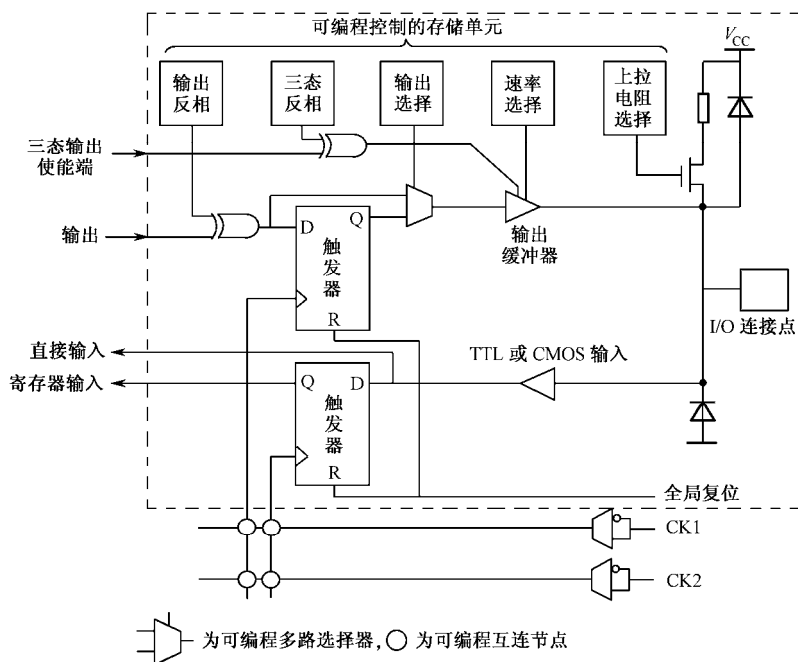 可编程控制的存储单元
输出
反相
三态
反相
输出
选择
速率
选择
上拉
电阻
选择
VCC
三态输出
使能端
输出
D
Q
触
发
器
R
输出
缓冲器
I/O 连接点
直接输入
寄存器输入
TTL 或 CMOS 输入
Q
D
触
发
器
R
全局复位
CK1
CK2
为可编程多路选择器, 为可编程互连节点